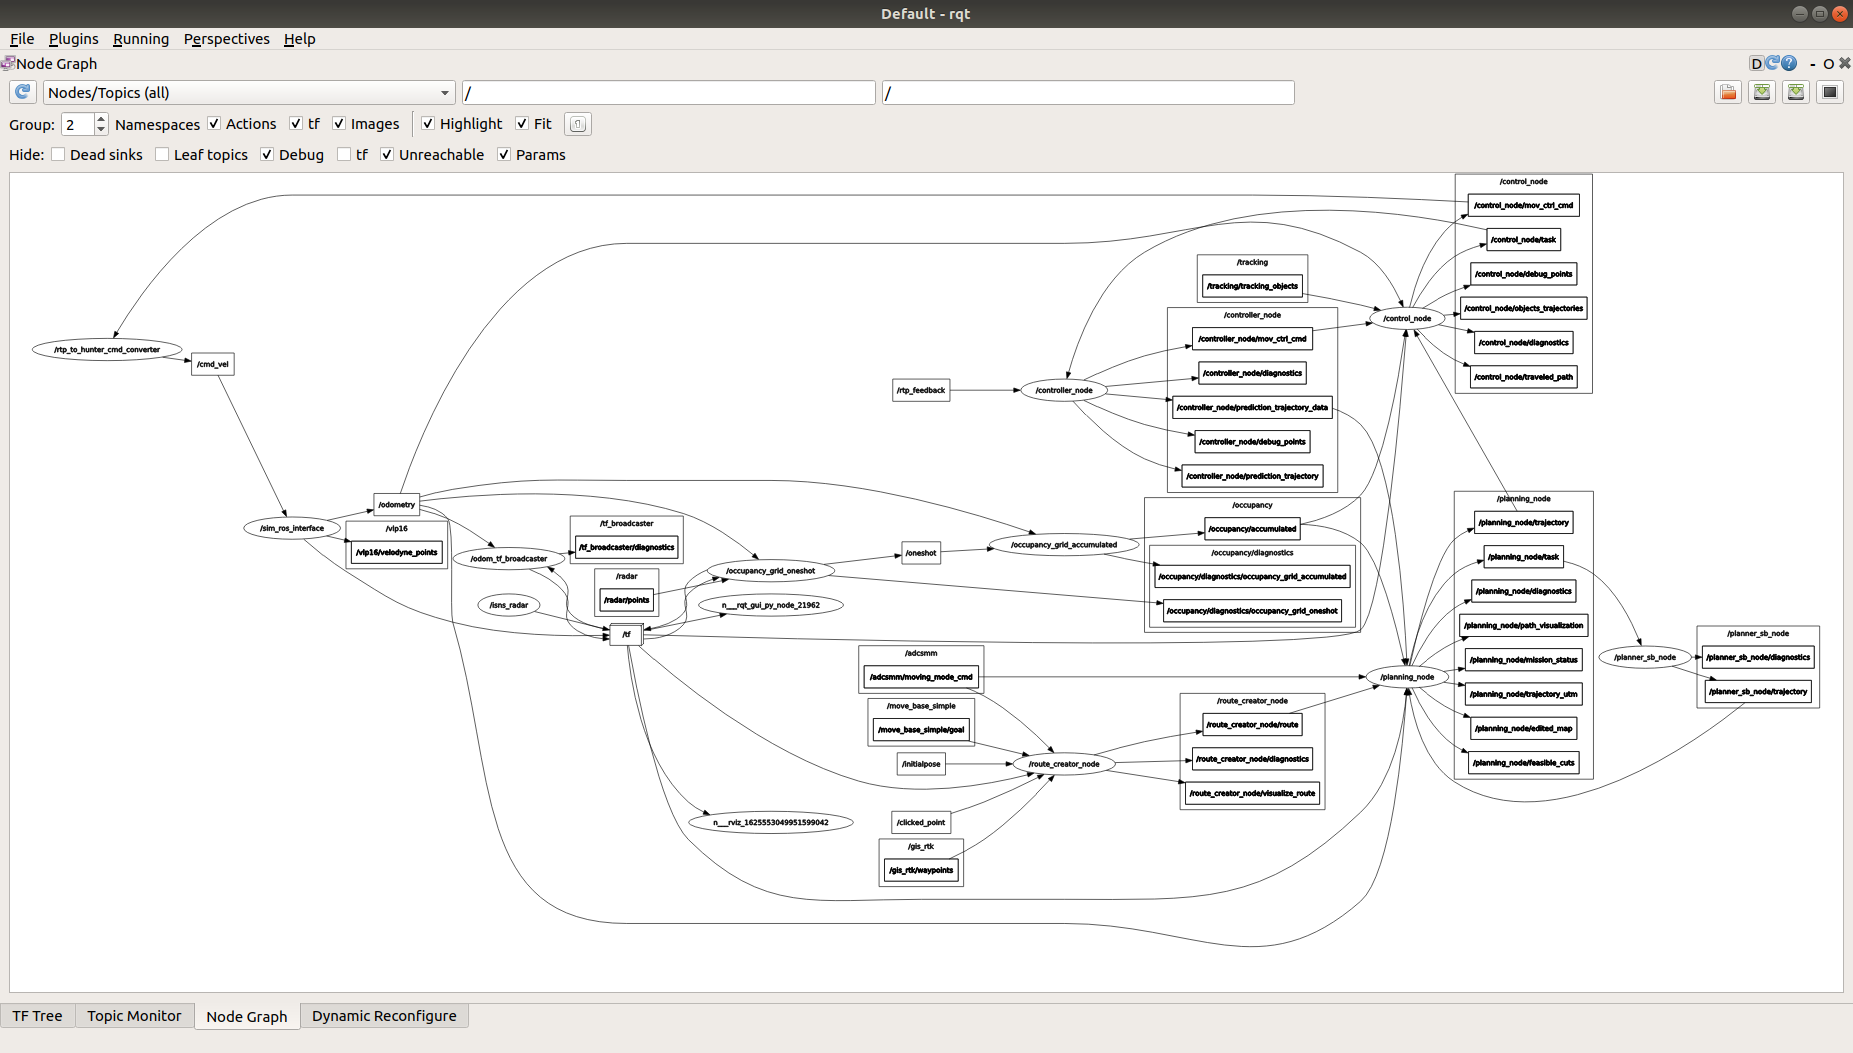 Default - rqt
File Plugins Running Perspectives Help
Node Graph
D ? - O
Nodes/Topics (all) / /
Group: 2 Namespaces Actions tf Images Highlight Fit
Hide: Dead sinks Leaf topics Debug tf Unreachable Params
/control_node
/control_node/mov_ctrl_cmd
/control_node/task
/control_node/debug_points
/control_node/objects_trajectories
/control_node/diagnostics
/control_node/traveled_path
/tracking
/tracking/tracking_objects
/control_node
/controller_node
/controller_node/mov_ctrl_cmd
/controller_node/diagnostics
/controller_node/prediction_trajectory_data
/controller_node/debug_points
/controller_node/prediction_trajectory
/rtp_to_hunter_cmd_converter
/cmd_vel
/rtp_feedback
/controller_node
/odometry
/sim_ros_interface
/vlp16
/vlp16/velodyne_points
/tf_broadcaster
/tf_broadcaster/diagnostics
/odom_tf_broadcaster
/radar
/radar/points
/isns_radar
/tf
/occupancy_grid_oneshot
n___rqt_gui_py_node_21962
/oneshot
/occupancy_grid_accumulated
/occupancy
/occupancy/accumulated
/occupancy/diagnostics
/occupancy/diagnostics/occupancy_grid_accumulated
/occupancy/diagnostics/occupancy_grid_oneshot
/planning_node
/planning_node/trajectory
/planning_node/task
/planning_node/diagnostics
/planning_node/path_visualization
/planning_node/mission_status
/planning_node/trajectory_utm
/planning_node/edited_map
/planning_node/feasible_cuts
/planner_sb_node
/planner_sb_node
/planner_sb_node/diagnostics
/planner_sb_node/trajectory
/adcsmm
/adcsmm/moving_mode_cmd
/planning_node
/move_base_simple
/move_base_simple/goal
/initialpose
/route_creator_node
/route_creator_node
/route_creator_node/route
/route_creator_node/diagnostics
/route_creator_node/visualize_route
n___rviz_1625553049951599042
/clicked_point
/gis_rtk
/gis_rtk/waypoints
TF Tree Topic Monitor Node Graph Dynamic Reconfigure